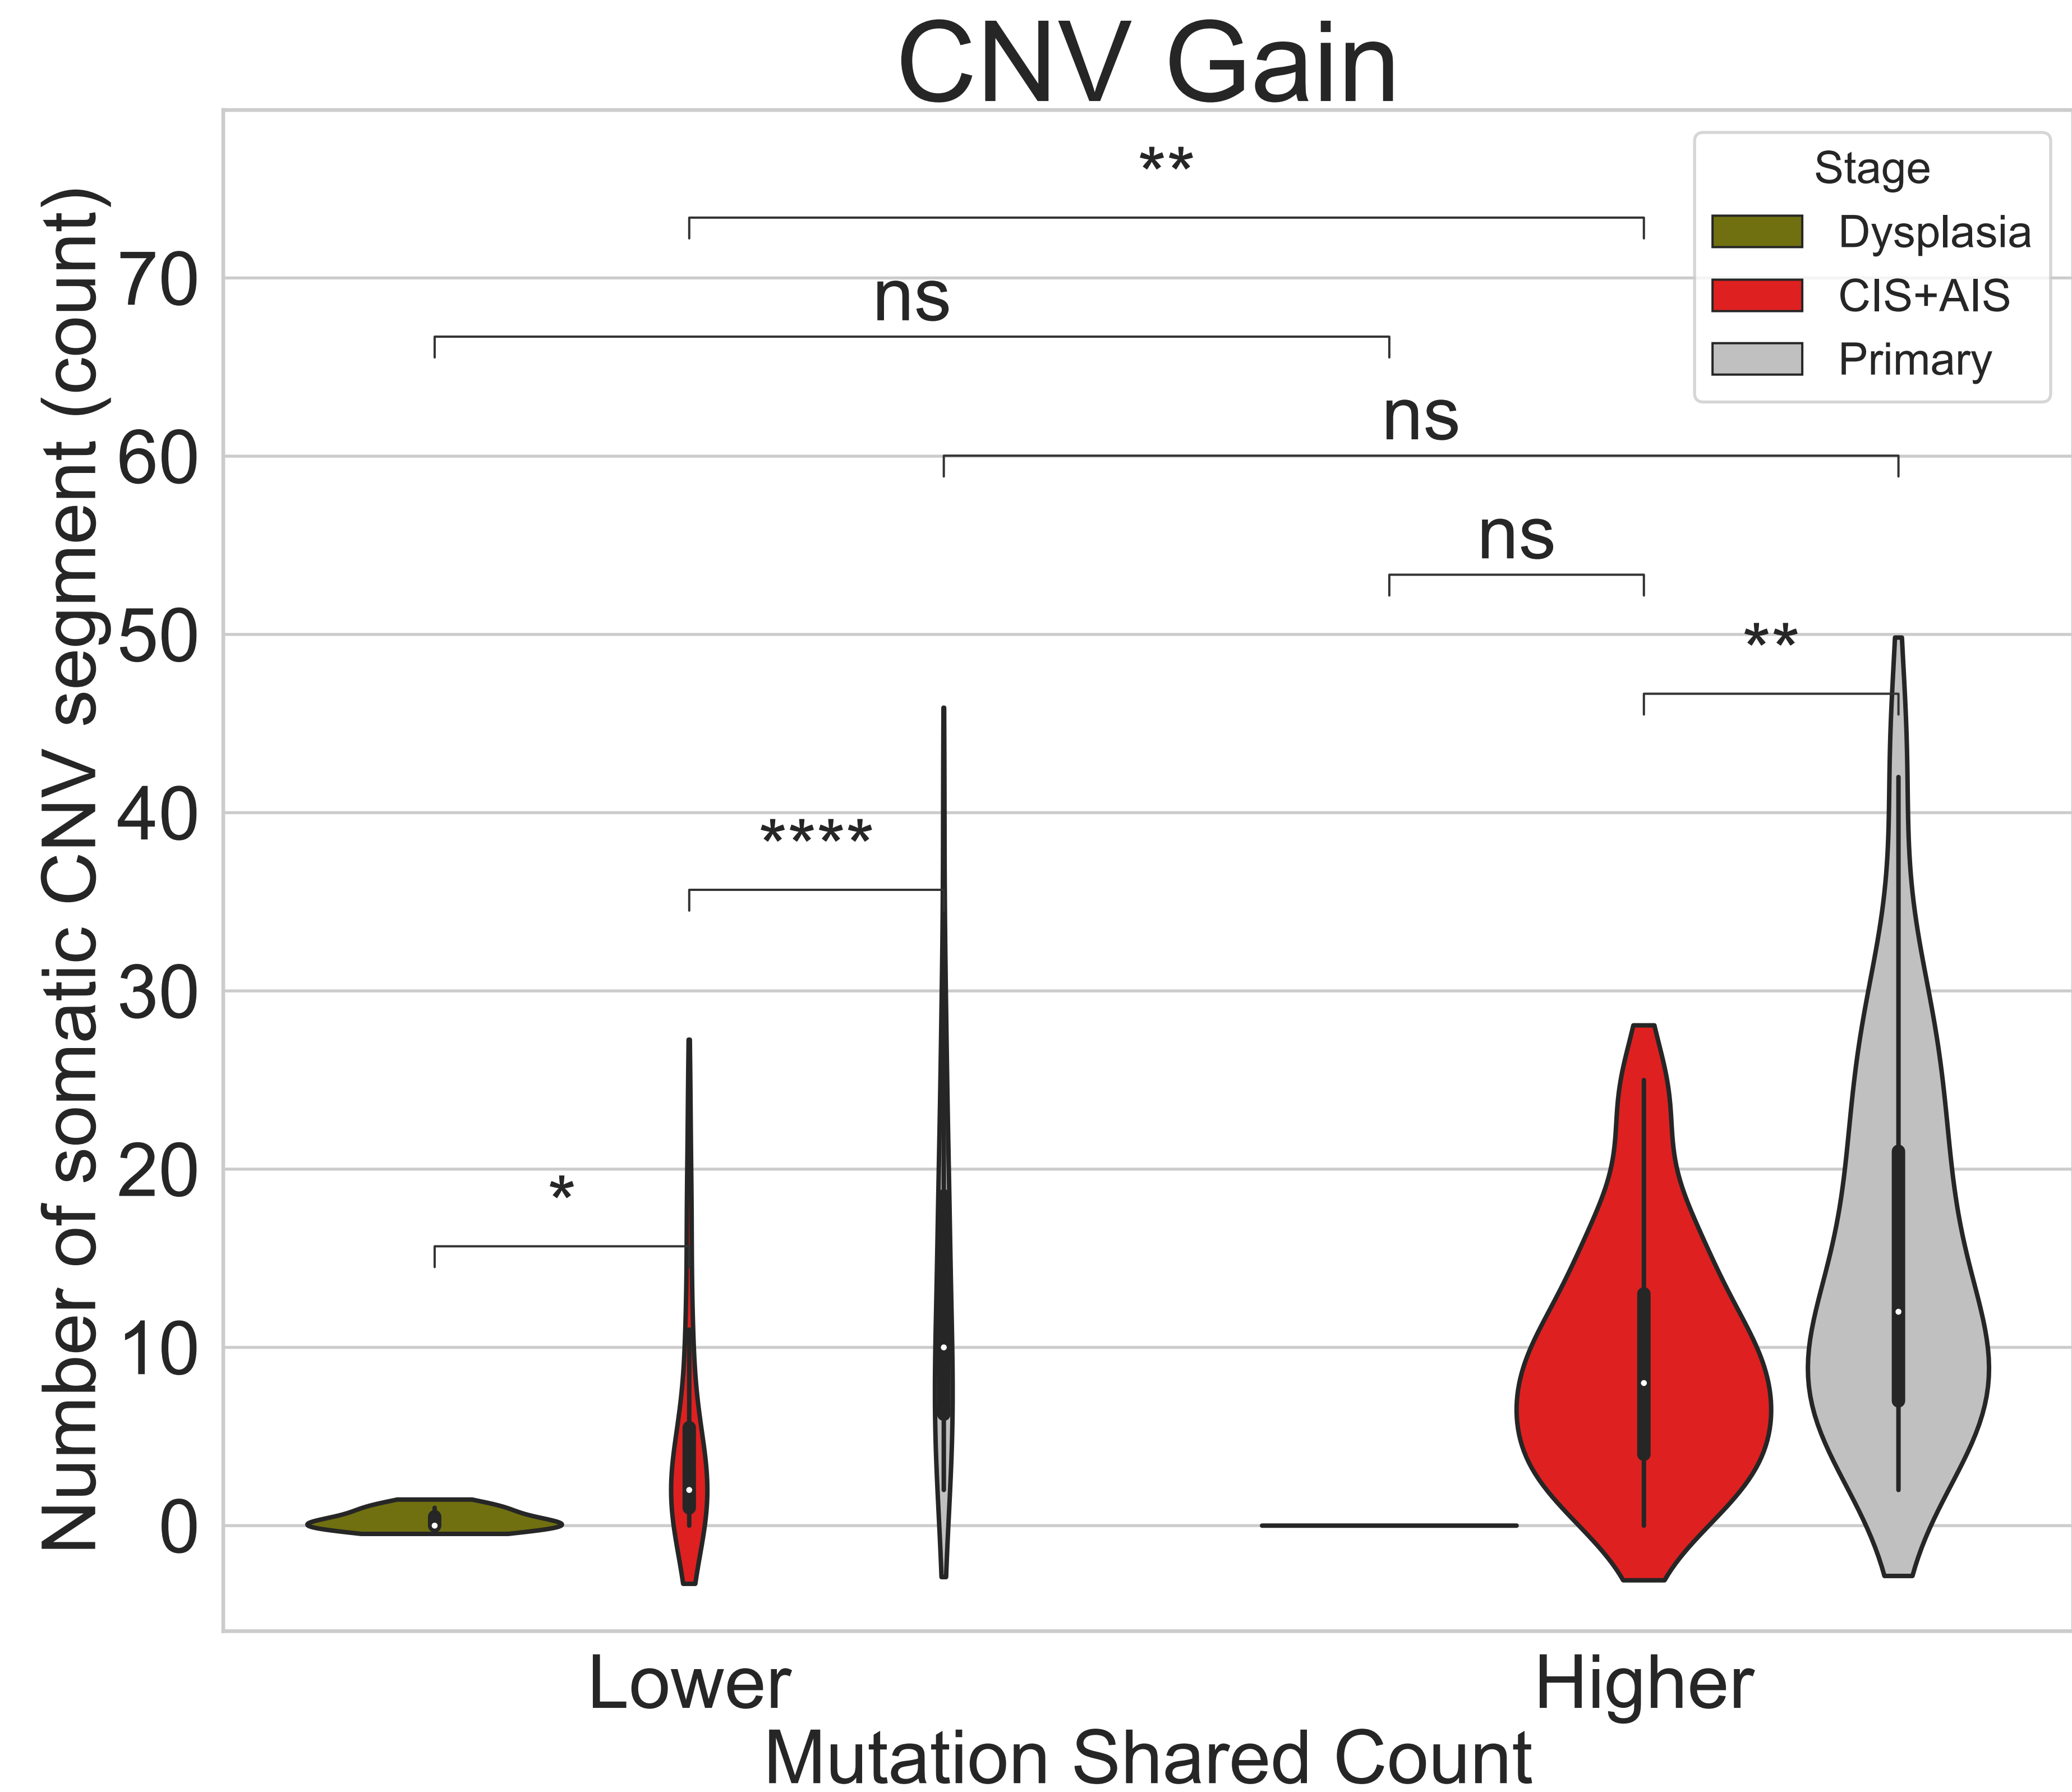 CNV Gain
Number of somatic CNV segment (count)
70
60
50
40
30
20
10
0
**
ns
ns
ns
**
****
*
Stage
Dysplasia
CIS+AIS
Primary
Lower
Higher
Mutation Shared Count